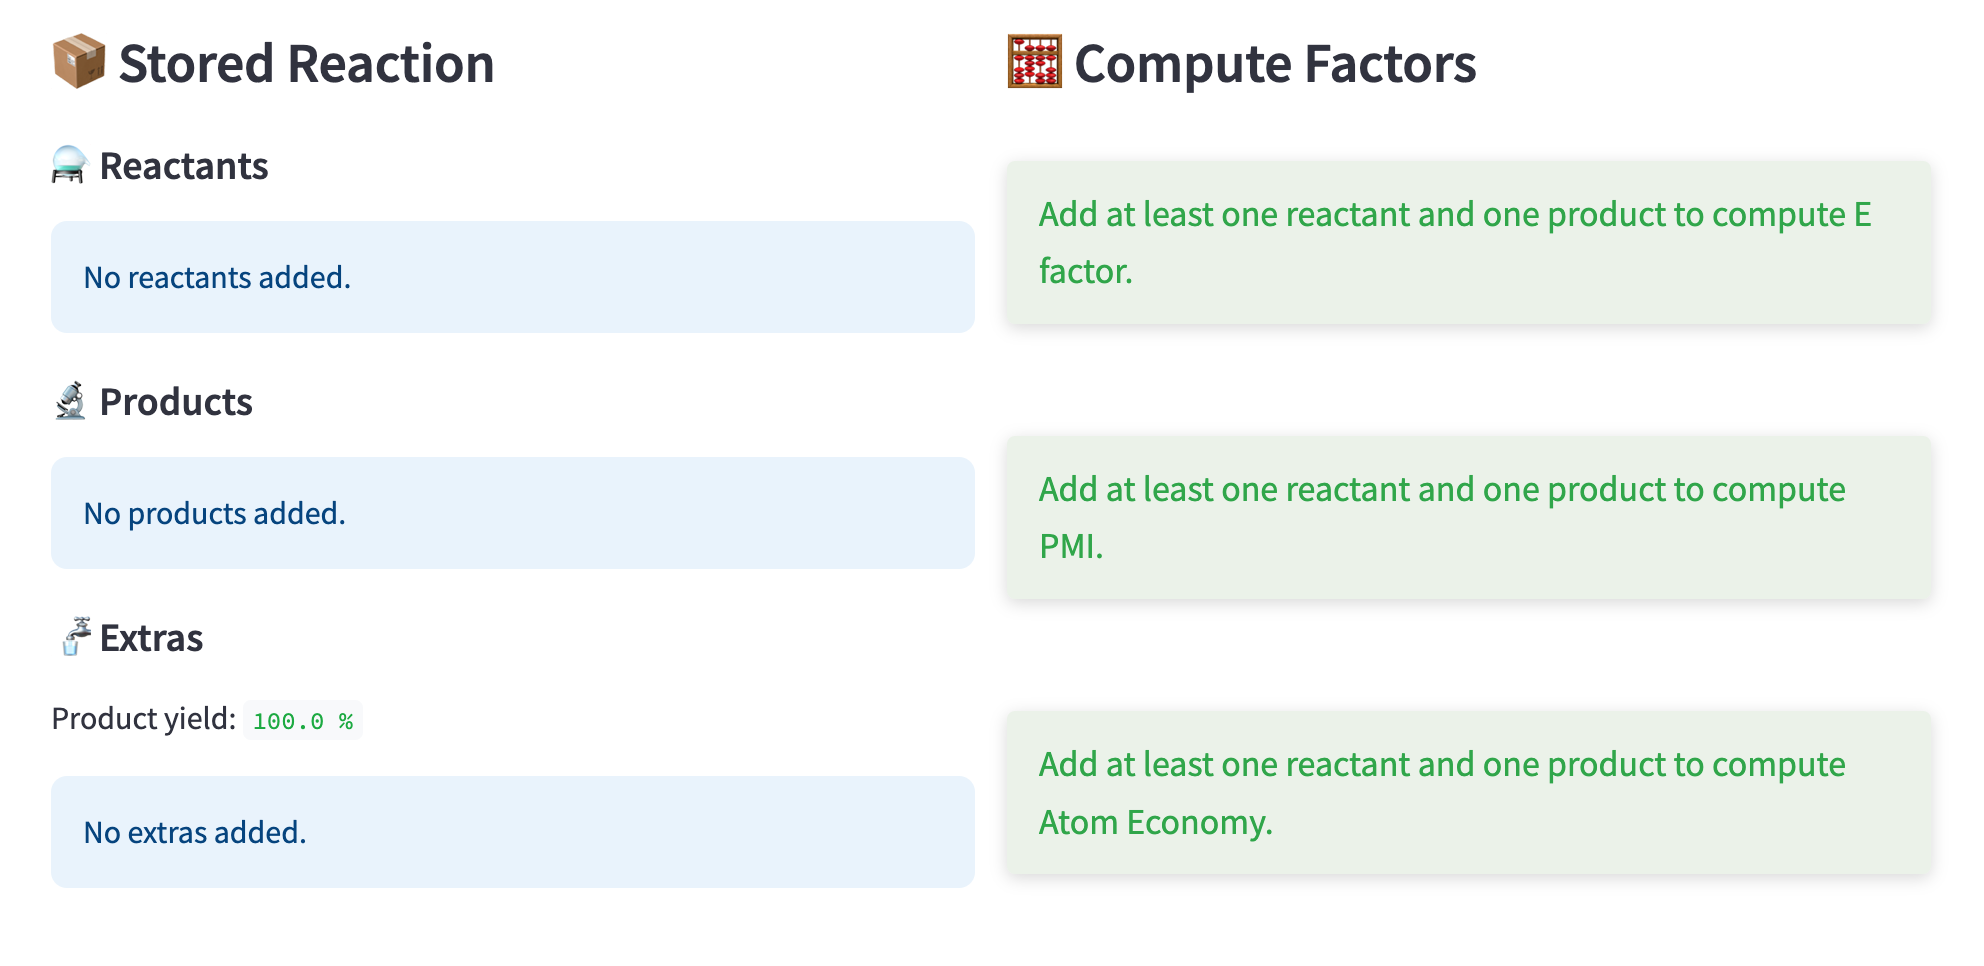 Stored Reaction
Reactants
No reactants added.
Products
No products added.
Extras
Product yield: 100.0 %
No extras added.
Compute Factors
Add at least one reactant and one product to compute E
factor.
Add at least one reactant and one product to compute
PMI.
Add at least one reactant and one product to compute
Atom Economy.